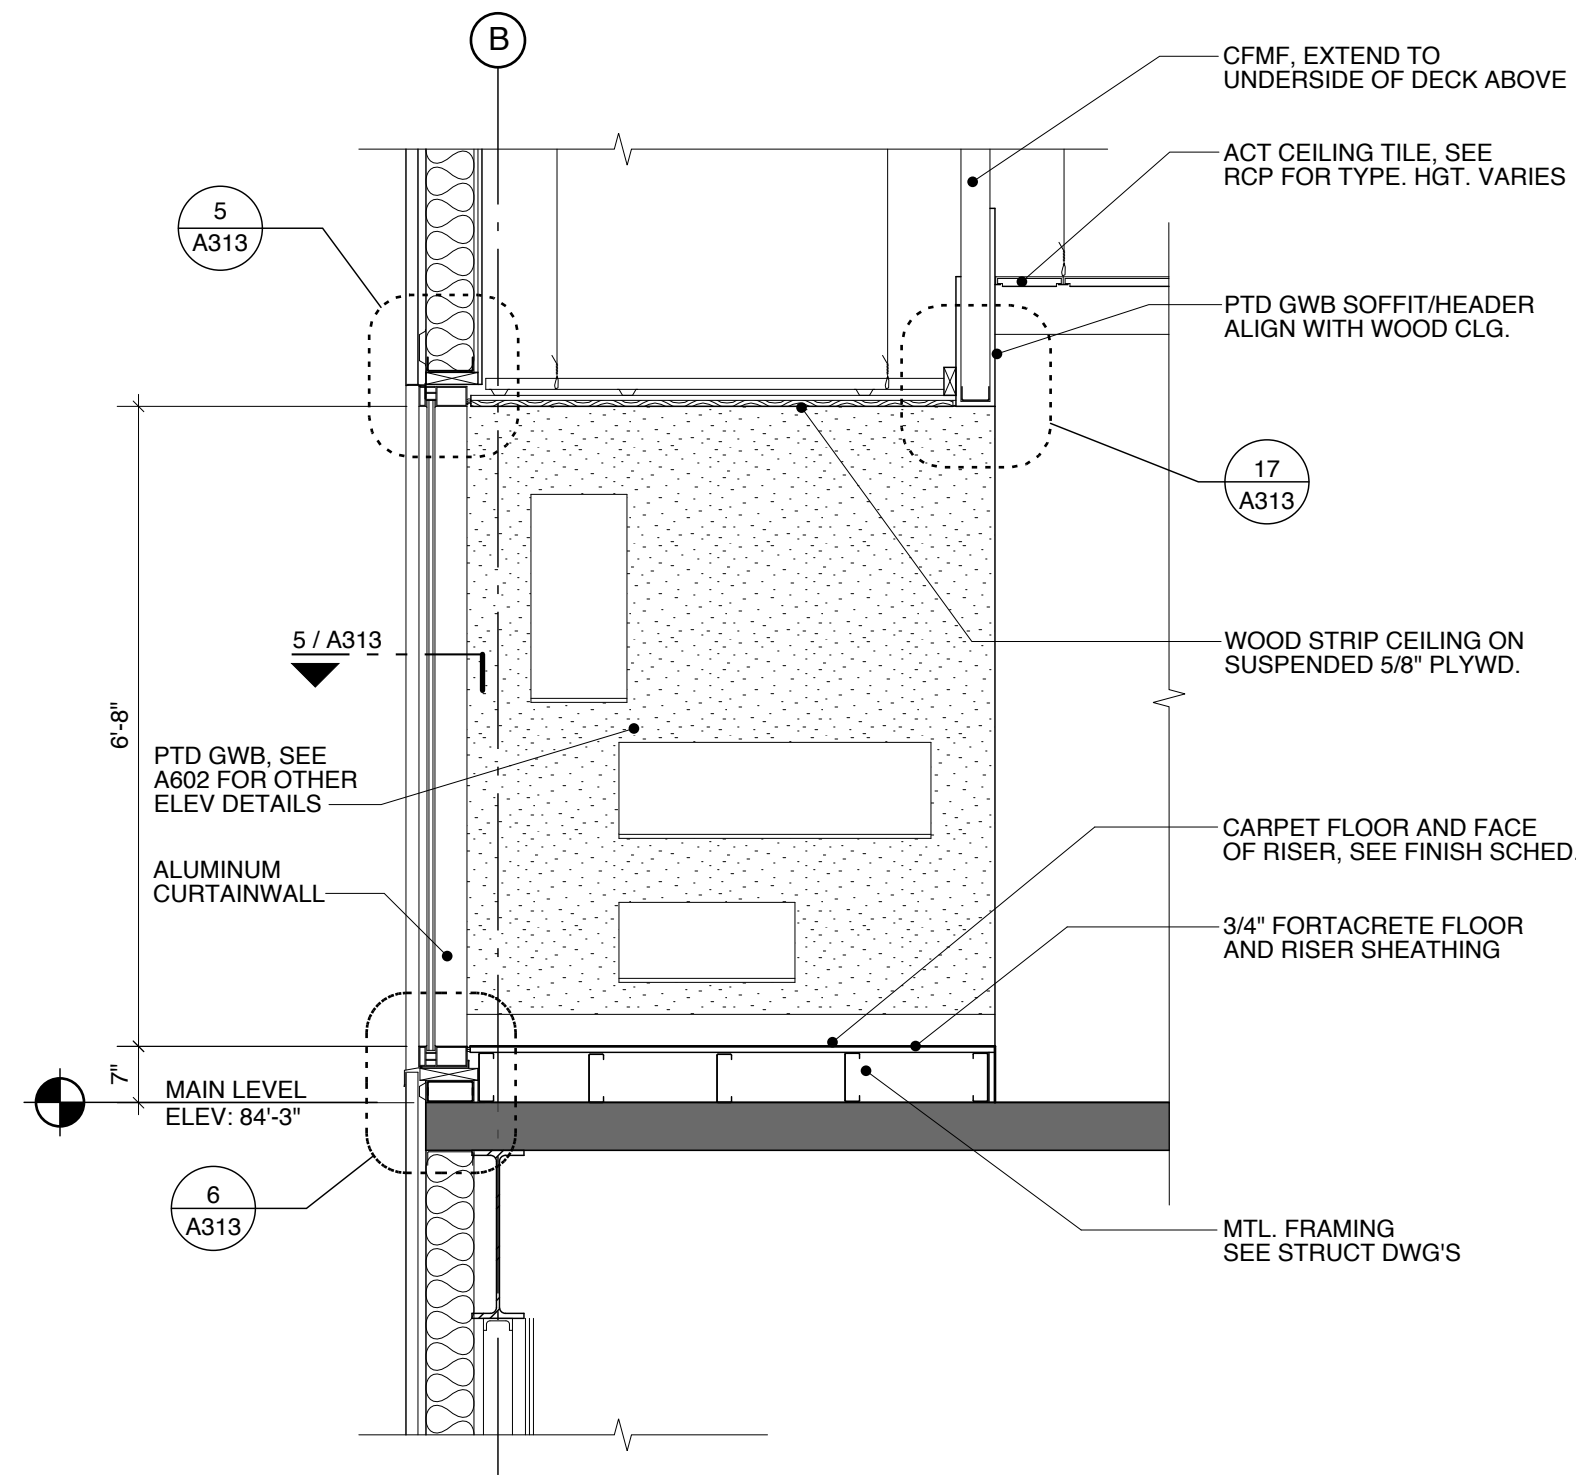 B
CFMF, EXTEND TO
UNDERSIDE OF DECK ABOVE
ACT CEILING TILE, SEE
RCP FOR TYPE. HGT. VARIES
5
A313
PTD GWB SOFFIT/HEADER
ALIGN WITH WOOD CLG.
17
A313
5 / A313
WOOD STRIP CEILING ON
SUSPENDED 5/8" PLYWD.
6'-8"
PTD GWB, SEE
A602 FOR OTHER
ELEV DETAILS
CARPET FLOOR AND FACE
OF RISER, SEE FINISH SCHED.
ALUMINUM
CURTAINWALL
3/4" FORTACRETE FLOOR
AND RISER SHEATHING
7"
MAIN LEVEL
ELEV: 84'-3"
6
A313
MTL. FRAMING
SEE STRUCT DWG'S